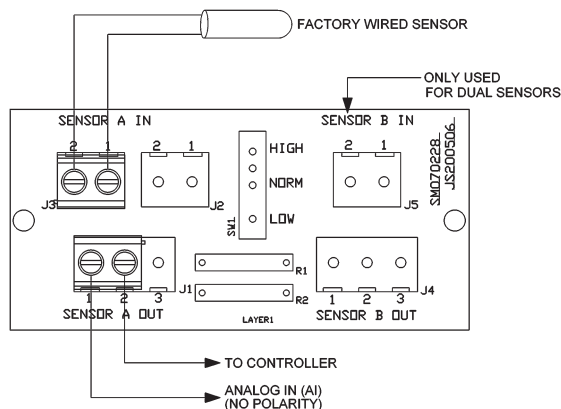 FACTORY WIRED SENSOR
ONLY USED
FOR DUAL SENSORS
SENSOR A IN
SENSOR B IN
2 1
2 1
2 1
HIGH
NORM
LOW
SW1
J3
J2
J5
SM070228
JS200506
R1
R2
J1
J4
1 2 3
1 2 3
SENSOR A OUT
LAYER1
SENSOR B OUT
TO CONTROLLER
ANALOG IN (AI)
(NO POLARITY)